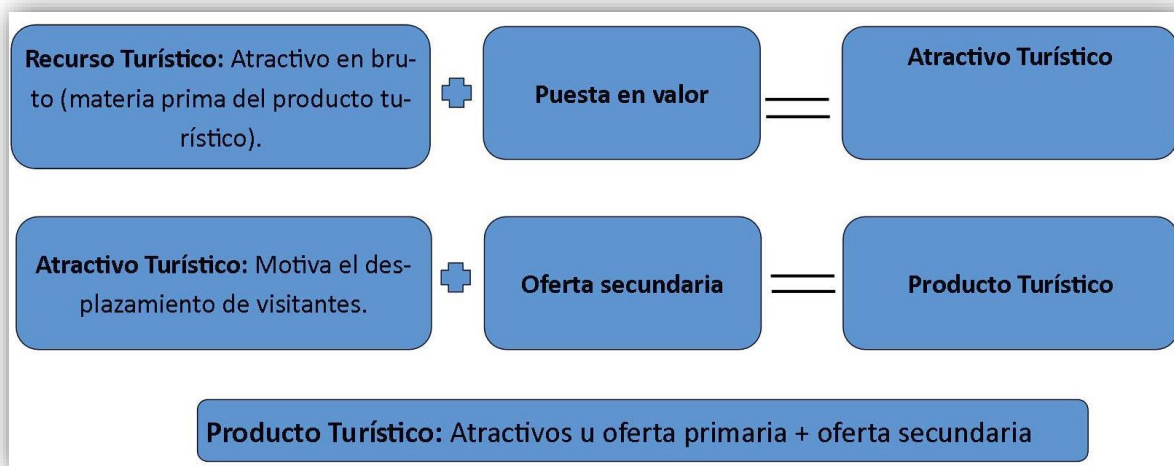 Recurso Turístico: Atractivo en bru-
to (materia prima del producto tu-
rístico).
Puesta en valor
Atractivo Turístico
Atractivo Turístico: Motiva el des-
plazamiento de visitantes.
Oferta secundaria
Producto Turístico
Producto Turístico: Atractivos u oferta primaria + oferta secundaria